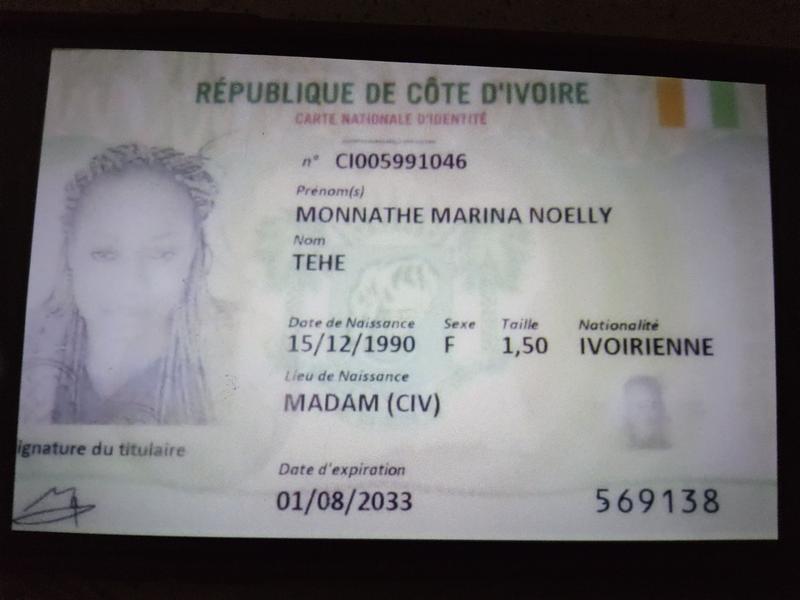 RÉPUBLIQUE DE CÔTE D'IVOIRE
CARTE NATIONALE D'IDENTITÉ
n° CI005991046
Prénom(s)
MONNATHE MARINA NOELLY
Nom
TEHE
Date de Naissance Sexe Taille Nationalité
15/12/1990 F 1,50 IVOIRIENNE
Lieu de Naissance
MADAM (CIV)
ignature du titulaire
Date d'expiration
01/08/2033
569138